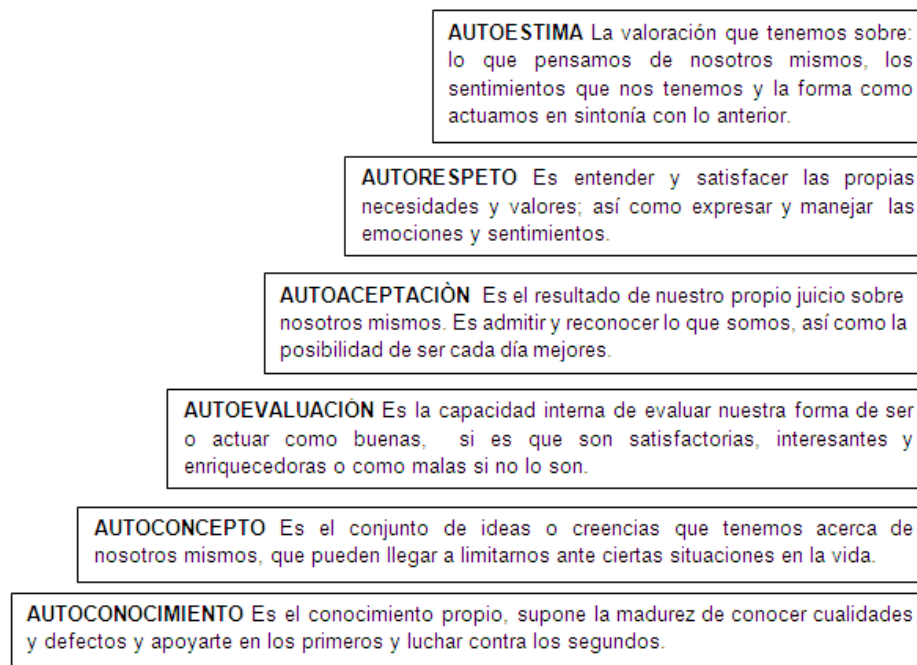 AUTOESTIMA La valoración que tenemos sobre:
lo que pensamos de nosotros mismos, los
sentimientos que nos tenemos y la forma como
actuamos en sintonía con lo anterior.
AUTORESPETO Es entender y satisfacer las propias
necesidades y valores; así como expresar y manejar las
emociones y sentimientos.
AUTOACEPTACIÒN Es el resultado de nuestro propio juicio sobre
nosotros mismos. Es admitir y reconocer lo que somos, así como la
posibilidad de ser cada día mejores.
AUTOEVALUACIÓN Es la capacidad interna de evaluar nuestra forma de ser
o actuar como buenas, si es que son satisfactorias, interesantes y
enriquecedoras o como malas si no lo son.
AUTOCONCEPTO Es el conjunto de ideas o creencias que tenemos acerca de
nosotros mismos, que pueden llegar a limitarnos ante ciertas situaciones en la vida.
AUTOCONOCIMIENTO Es el conocimiento propio, supone la madurez de conocer cualidades
y defectos y apoyarte en los primeros y luchar contra los segundos.